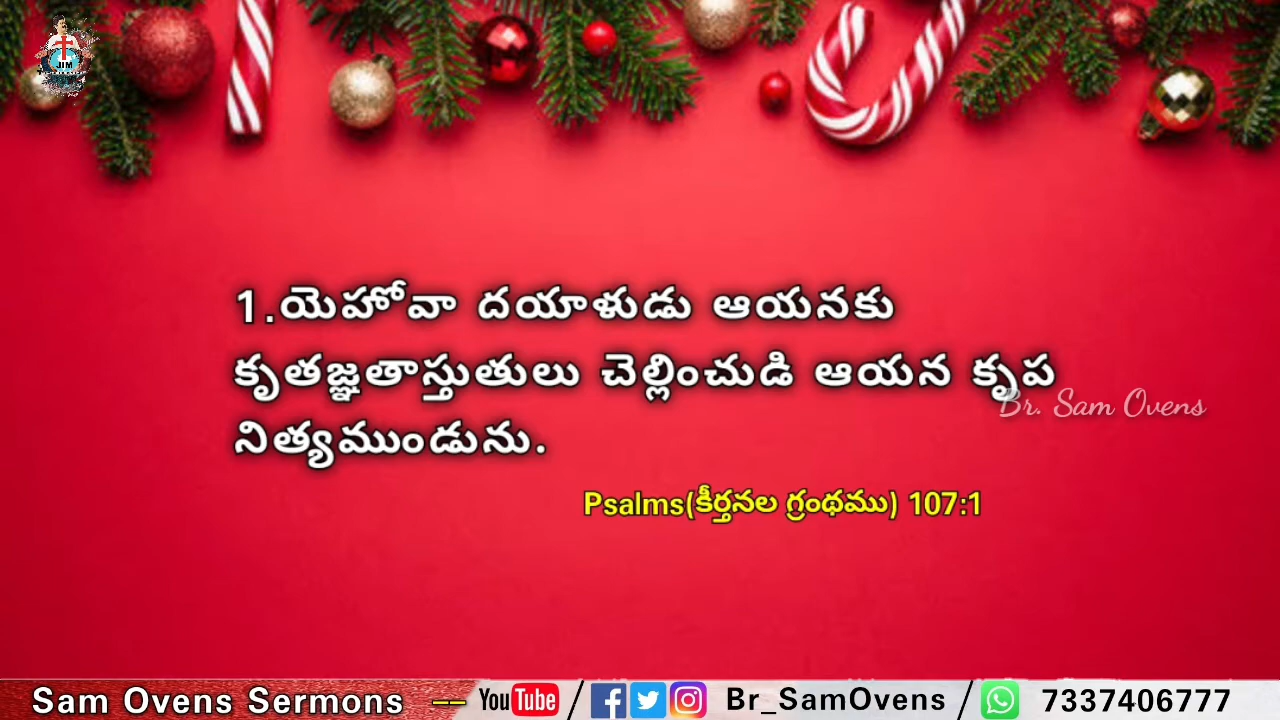 JIM
1.యెహోవా దయాళుడు ఆయనకు
కృతజ్ఞతాస్తుతులు చెల్లించుడి ఆయన కృప
నిత్యముండును.
Br. Sam Ovens
Psalms(కీర్తనల గ్రంథము) 107:1
Sam Ovens Sermons -- YouTube / Br_SamOvens / 7337406777